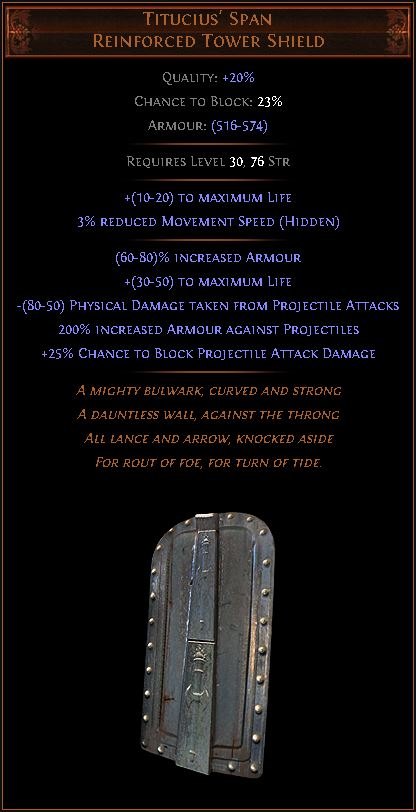 Titucius' Span
Reinforced Tower Shield
Quality: +20%
Chance to Block: 23%
Armour: (516-574)
Requires Level 30, 76 Str
+(10-20) to maximum Life
3% reduced Movement Speed (Hidden)
(60-80)% increased Armour
+(30-50) to maximum Life
-(80-50) Physical Damage taken from Projectile Attacks
200% increased Armour against Projectiles
+25% Chance to Block Projectile Attack Damage
A mighty bulwark, curved and strong
A dauntless wall, against the throng
All lance and arrow, knocked aside
For rout of foe, for turn of tide.